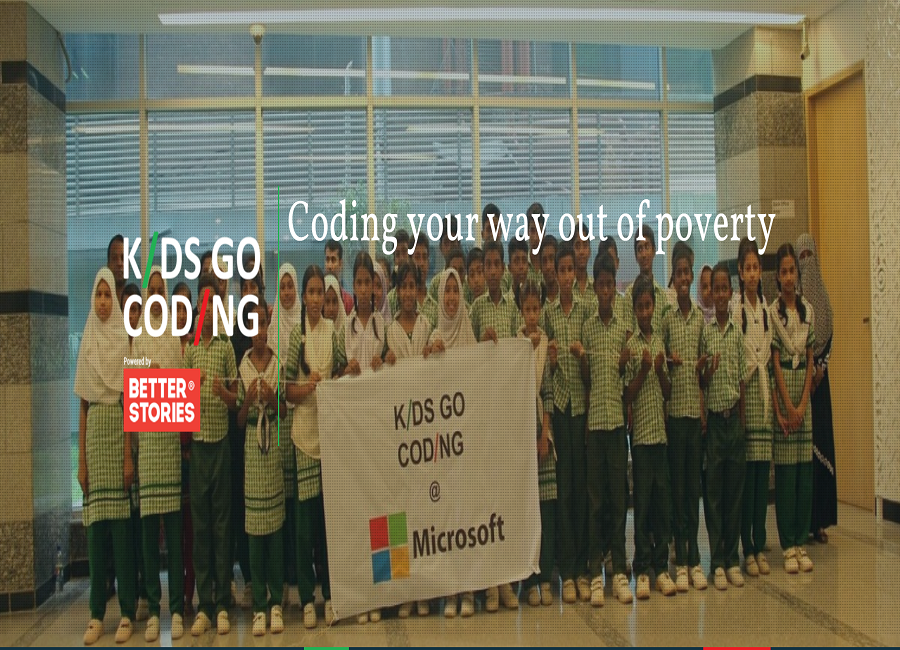 Coding your way out of poverty
K/DS GO
COD/NG
Powered by
BETTER®
STORIES
K/DS GO
COD/NG
@
Microsoft